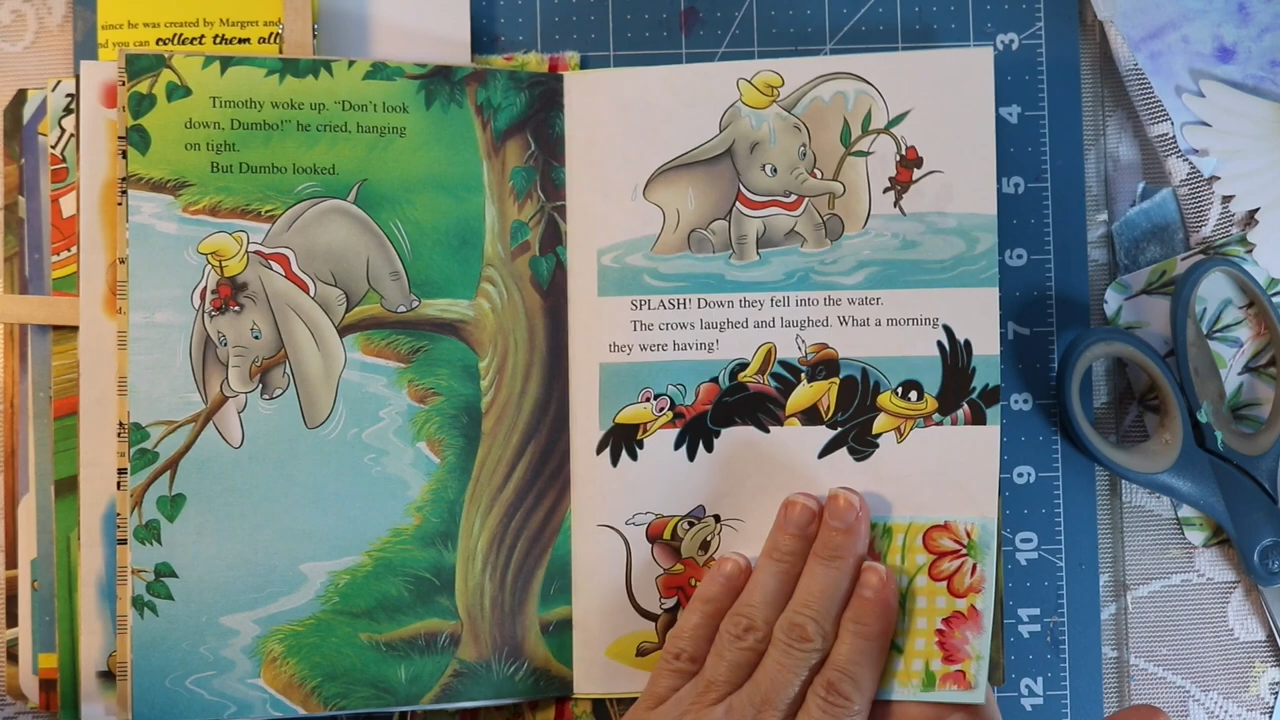 since he was created by Margret and
nd you can collect them all
Timothy woke up. “Don’t look
down, Dumbo!” he cried, hanging
on tight.
But Dumbo looked.
SPLASH! Down they fell into the water.
The crows laughed and laughed. What a morning
they were having!
3
4
5
6
7
8
9
10
11
12